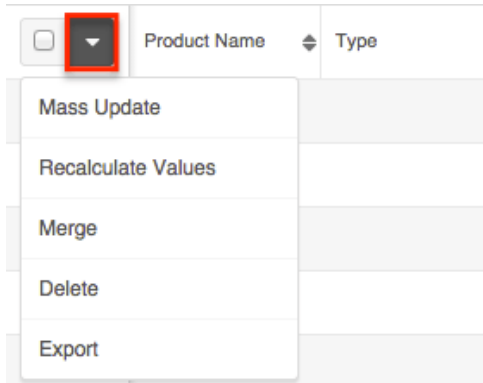 Product Name Type
Mass Update
Recalculate Values
Merge
Delete
Export